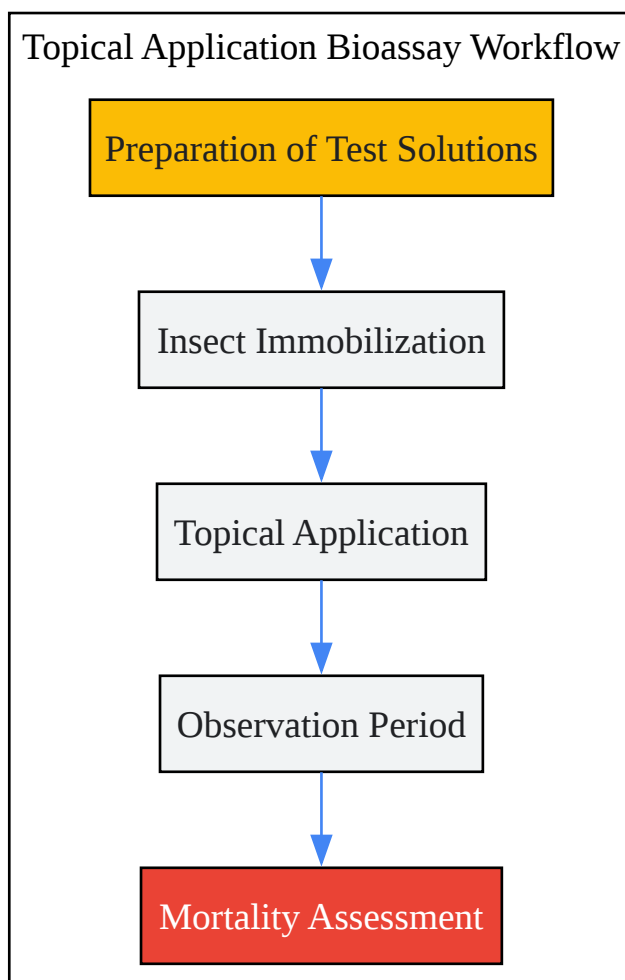 Topical Application Bioassay Workflow
Preparation of Test Solutions
Insect Immobilization
Topical Application
Observation Period
Mortality Assessment